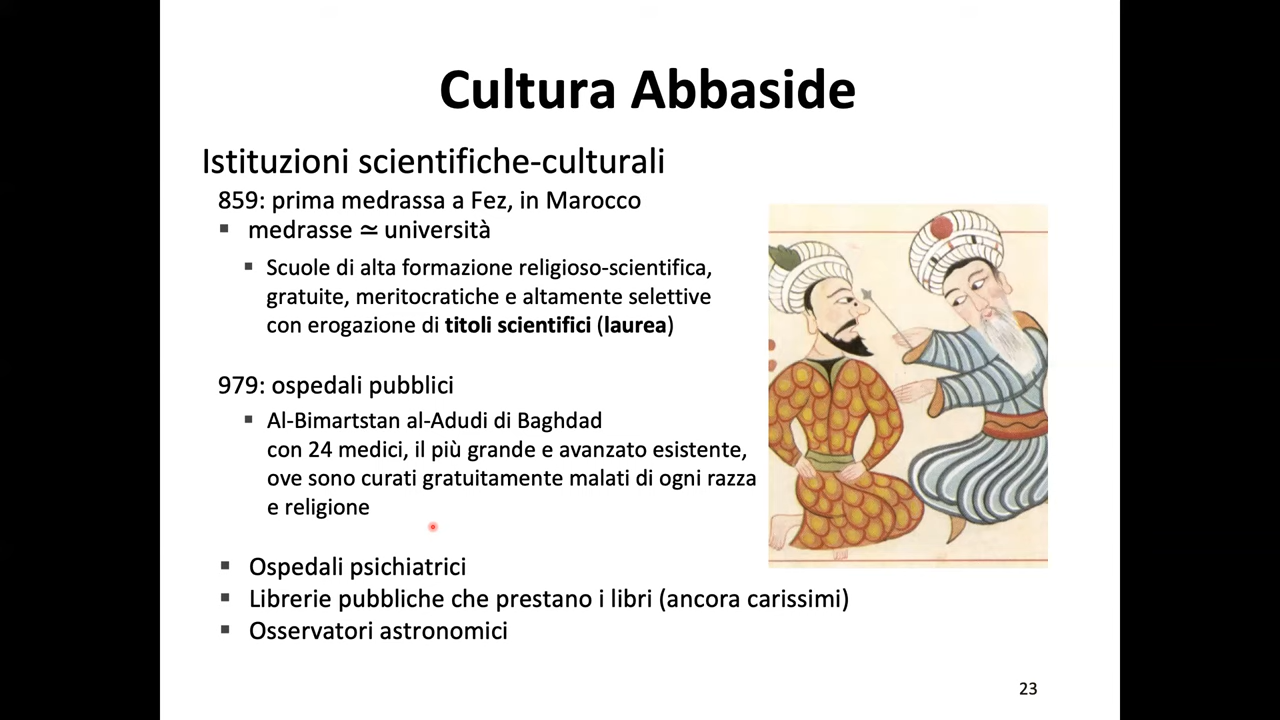 Cultura Abbaside
Istituzioni scientifiche-culturali
859: prima medrassa a Fez, in Marocco
▪ medrasse ≃ università
▪ Scuole di alta formazione religioso-scientifica,
gratuite, meritocratiche e altamente selettive
con erogazione di titoli scientifici (laurea)
979: ospedali pubblici
▪ Al-Bimartstan al-Adudi di Baghdad
con 24 medici, il più grande e avanzato esistente,
ove sono curati gratuitamente malati di ogni razza
e religione
▪ Ospedali psichiatrici
▪ Librerie pubbliche che prestano i libri (ancora carissimi)
▪ Osservatori astronomici
23